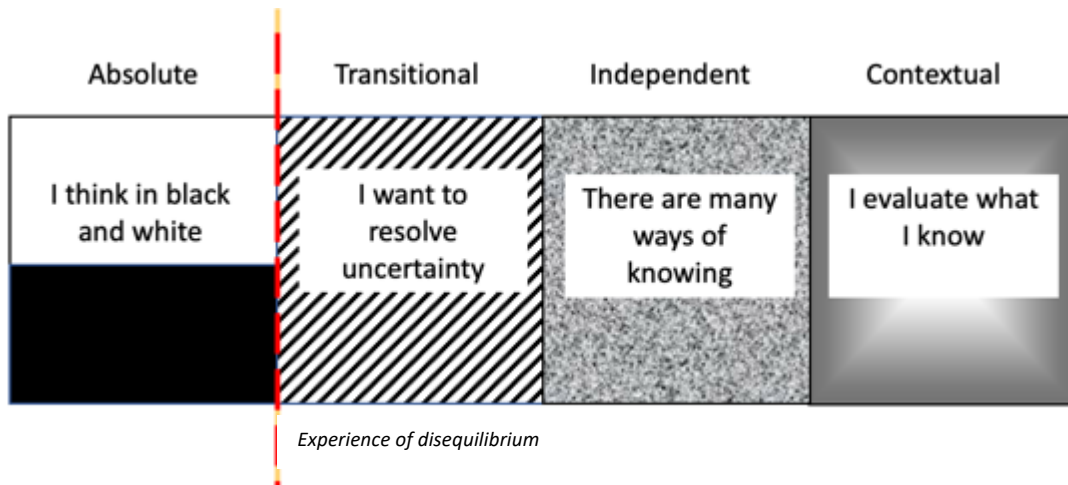 Absolute
Transitional
Independent
Contextual
I think in black
and white
I want to
resolve
uncertainty
There are many
ways of
knowing
I evaluate what
I know
Experience of disequilibrium